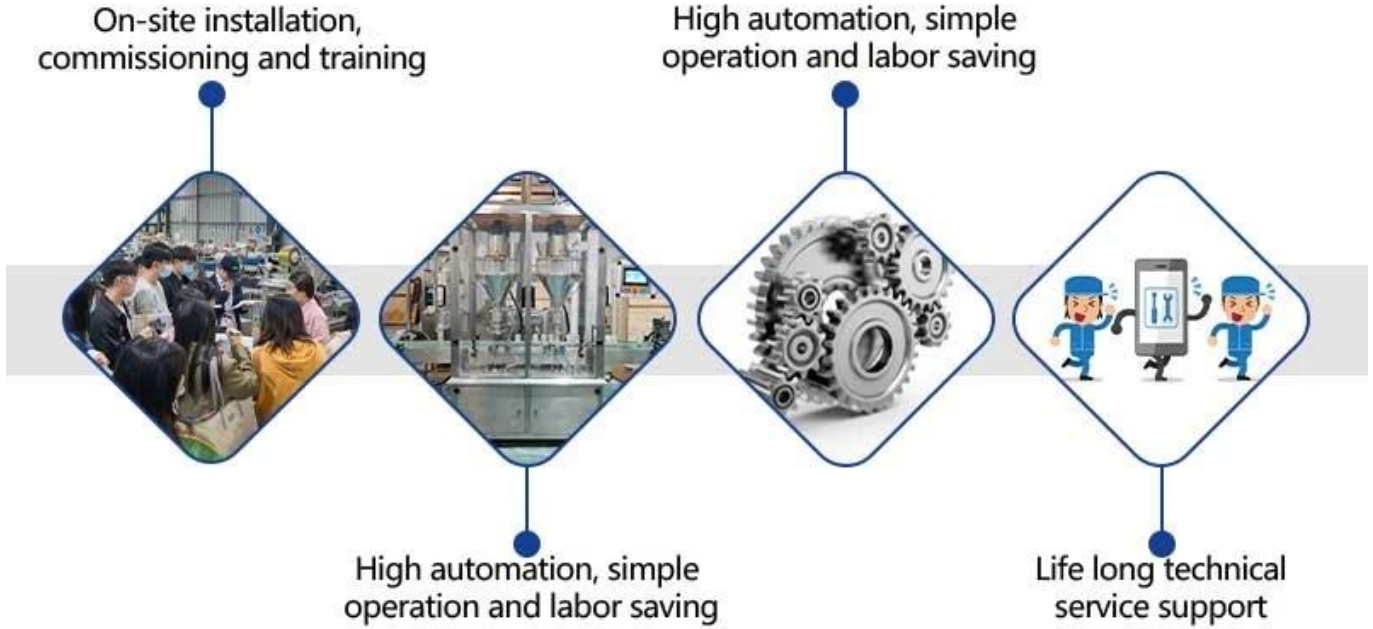 On-site installation,
commissioning and training
High automation, simple
operation and labor saving
High automation, simple
operation and labor saving
Life long technical
service support